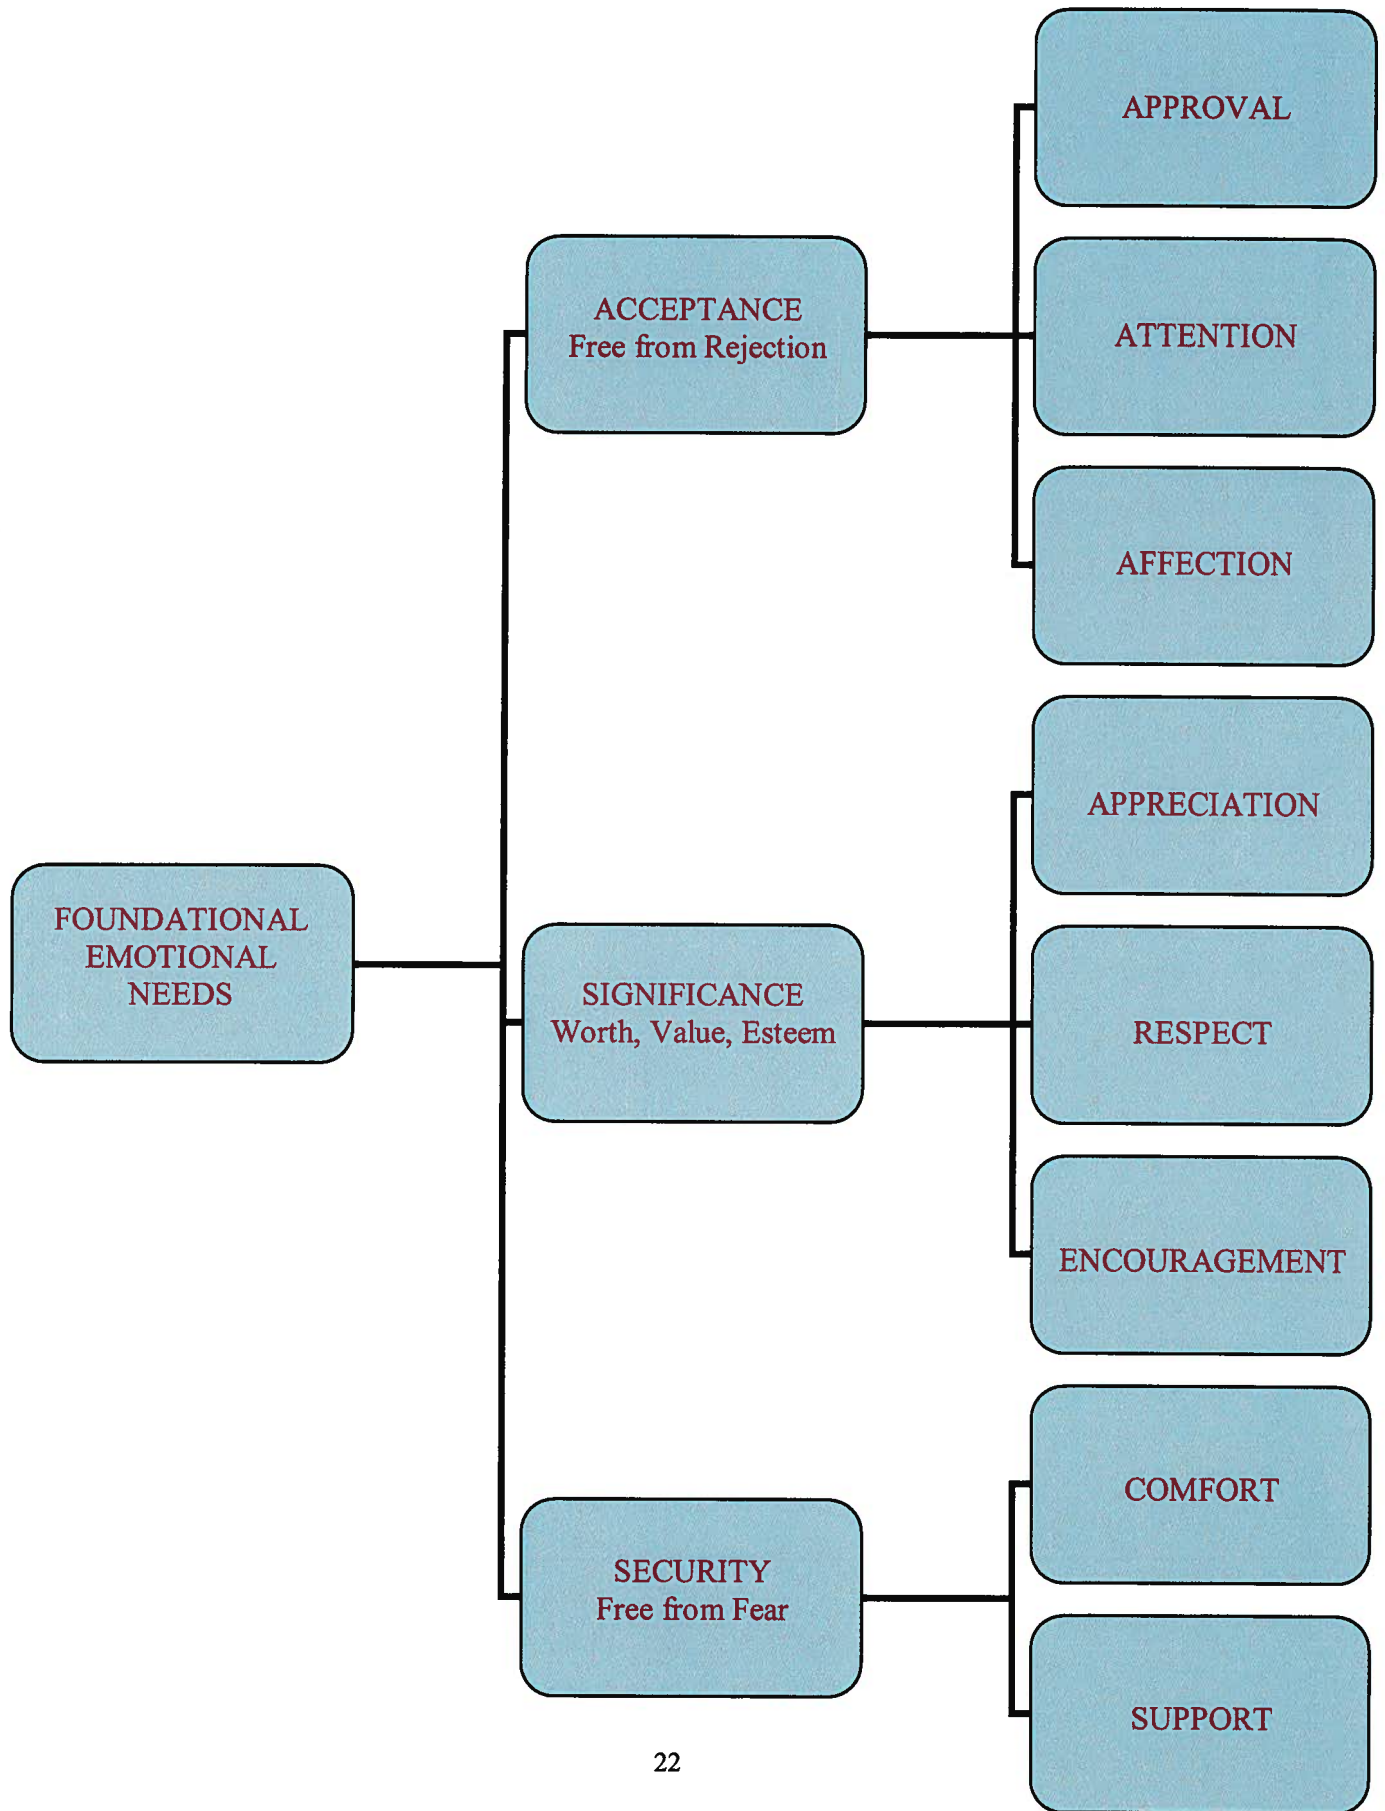 FOUNDATIONAL
EMOTIONAL
NEEDS
ACCEPTANCE
Free from Rejection
APPROVAL
ATTENTION
AFFECTION
SIGNIFICANCE
Worth, Value, Esteem
APPRECIATION
RESPECT
ENCOURAGEMENT
SECURITY
Free from Fear
COMFORT
SUPPORT
22